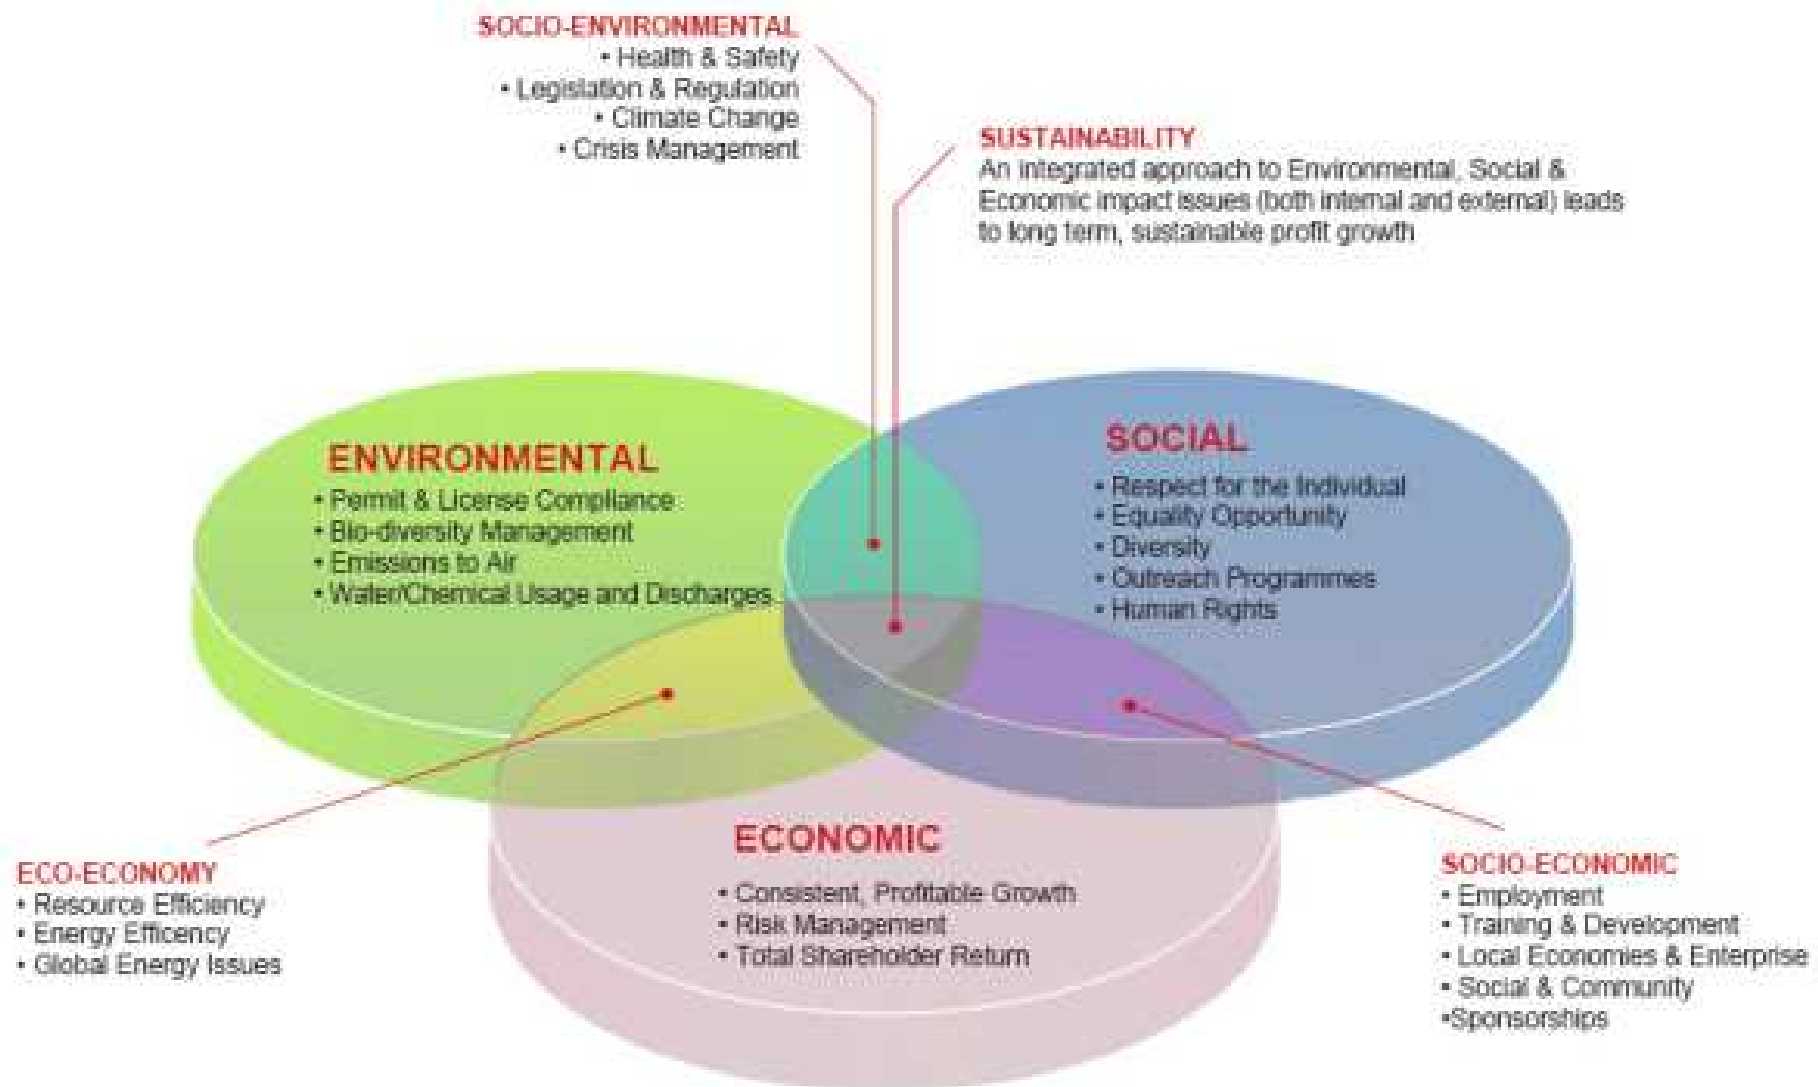 SOCIO-ENVIRONMENTAL
• Health & Safety
• Legislation & Regulation
• Climate Change
• Crisis Management
SUSTAINABILITY
An integrated approach to Environmental, Social &
Economic impact issues (both internal and external) leads
to long term, sustainable profit growth
ENVIRONMENTAL
• Permit & License Compliance
• Bio-diversity Management
• Emissions to Air
• Water/Chemical Usage and Discharges
SOCIAL
• Respect for the Individual
• Equality Opportunity
• Diversity
• Outreach Programmes
• Human Rights
ECONOMIC
• Consistent, Profitable Growth
• Risk Management
• Total Shareholder Return
ECO-ECONOMY
• Resource Efficiency
• Energy Efficency
• Global Energy Issues
SOCIO-ECONOMIC
• Employment
• Training & Development
• Local Economies & Enterprise
• Social & Community
•Sponsorships